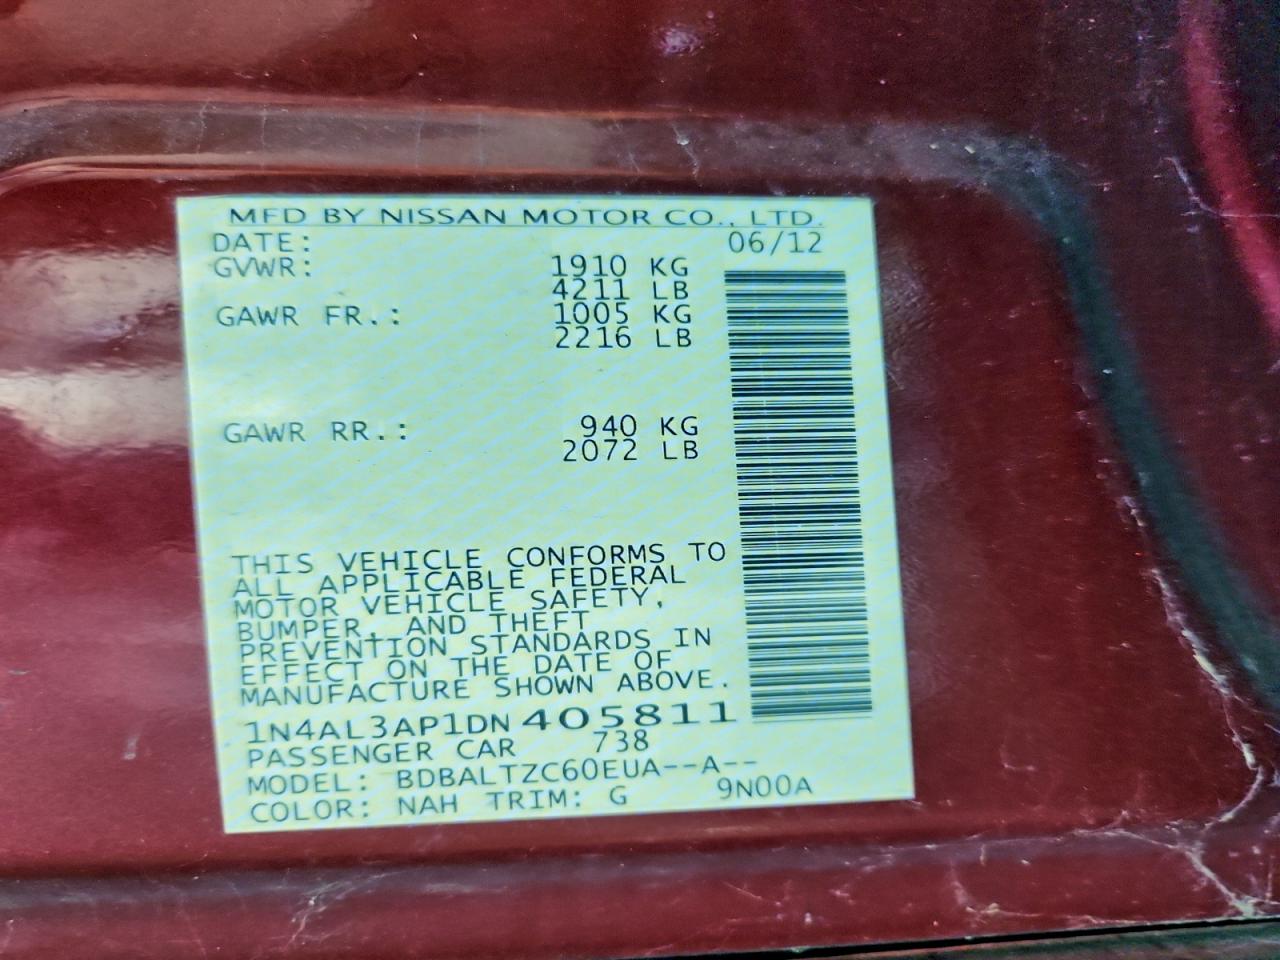 MFD BY NISSAN MOTOR CO., LTD.
DATE: 06/12
GVWR: 1910 KG
4211 LB
GAWR FR.: 1005 KG
2216 LB
GAWR RR.: 940 KG
2072 LB
THIS VEHICLE CONFORMS TO
ALL APPLICABLE FEDERAL
MOTOR VEHICLE SAFETY,
BUMPER, AND THEFT
PREVENTION STANDARDS IN
EFFECT ON THE DATE OF
MANUFACTURE SHOWN ABOVE.
1N4AL3AP1DN405811
PASSENGER CAR 738
MODEL: BDBALTZC60EUA--A--
COLOR: NAH TRIM: G 9N00A